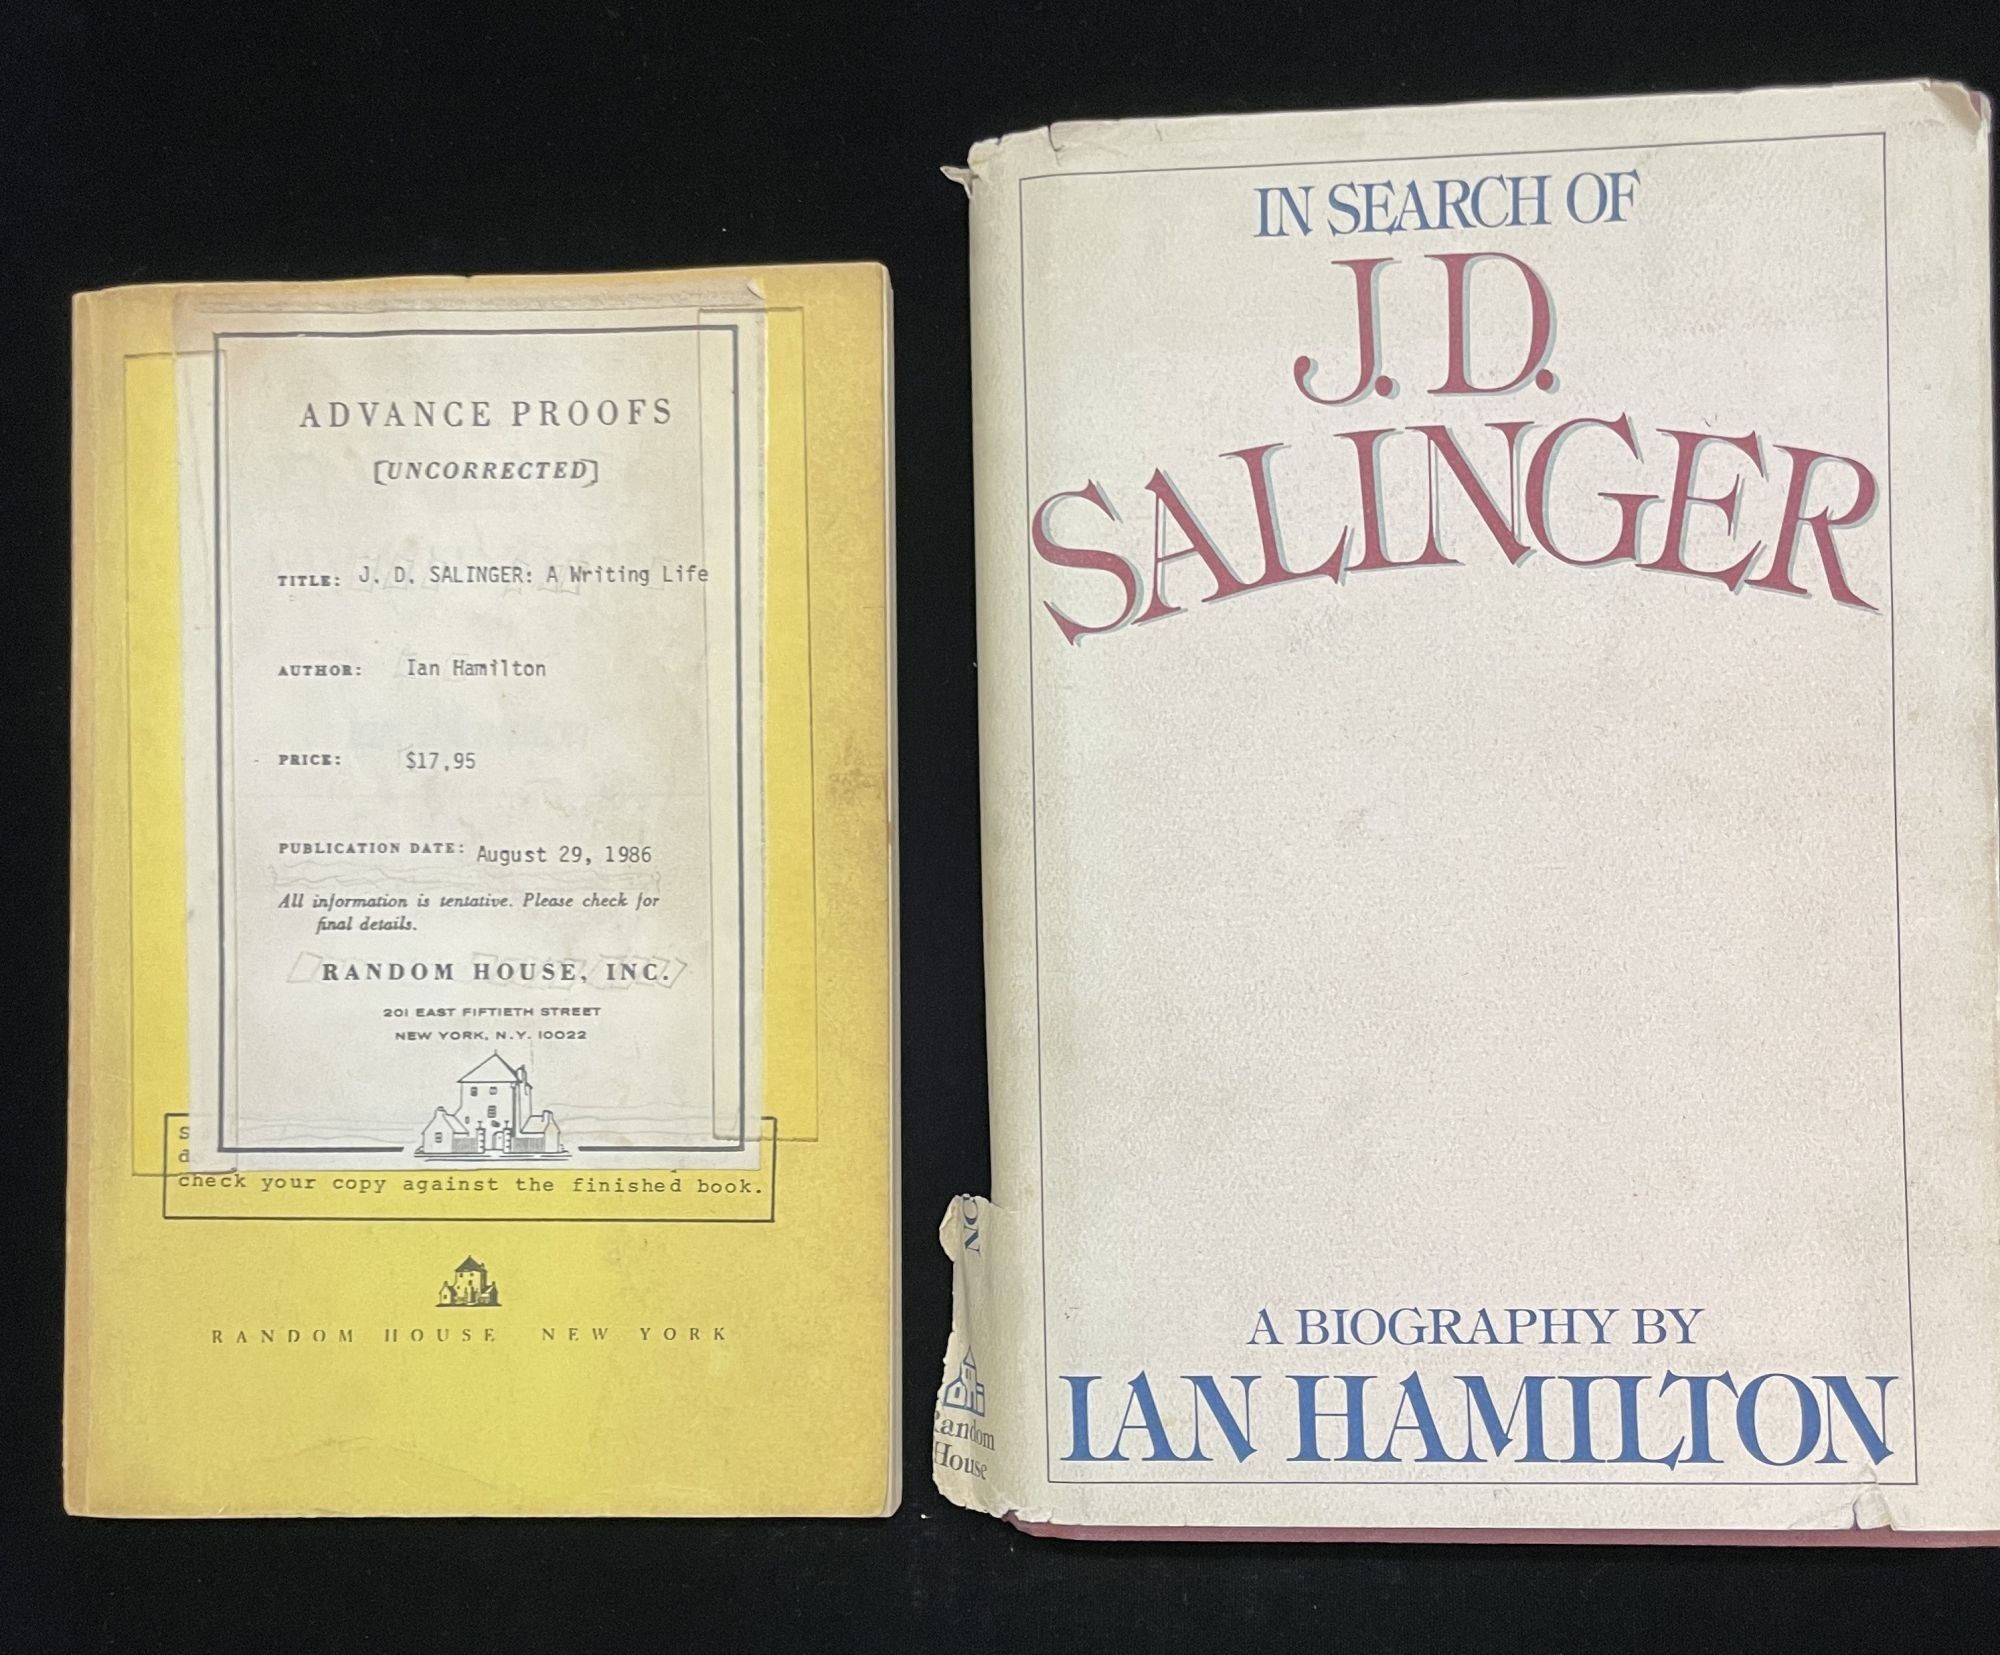 ADVANCE PROOFS
[UNCORRECTED]
TITLE: J. D. SALINGER: A Writing Life
AUTHOR: Ian Hamilton
PRICE: $17.95
PUBLICATION DATE: August 29, 1986
All information is tentative. Please check for
final details.
RANDOM HOUSE, INC.
201 EAST FIFTIETH STREET
NEW YORK, N.Y. 10022
check your copy against the finished book.
RANDOM HOUSE NEW YORK
IN SEARCH OF
J. D.
SALINGER
A BIOGRAPHY BY
IAN HAMILTON
Random
House